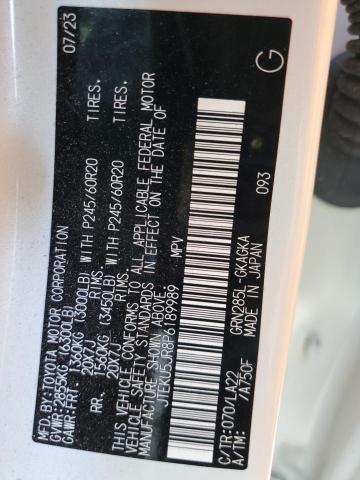 MFD.BY: TOYOTA MOTOR CORPORATION 07/23
GVWR: 2855KG (6300LB)
GAWR: FRT. 1360KG (3000LB) WITH P245/60R20 TIRES,
20X7J RIMS.
RR. 1560KG (3450LB) WITH P245/60R20 TIRES,
20X7J RIMS.
THIS VEHICLE CONFORMS TO ALL APPLICABLE FEDERAL MOTOR
VEHICLE SAFETY STANDARDS IN EFFECT ON THE DATE OF
MANUFACTURE SHOWN ABOVE.
JTEKU5JR8P6189989 MPV
C/TR: 070/LA22 GRN285L-GKAGKA
A/TM: /A750F MADE IN JAPAN
093
G